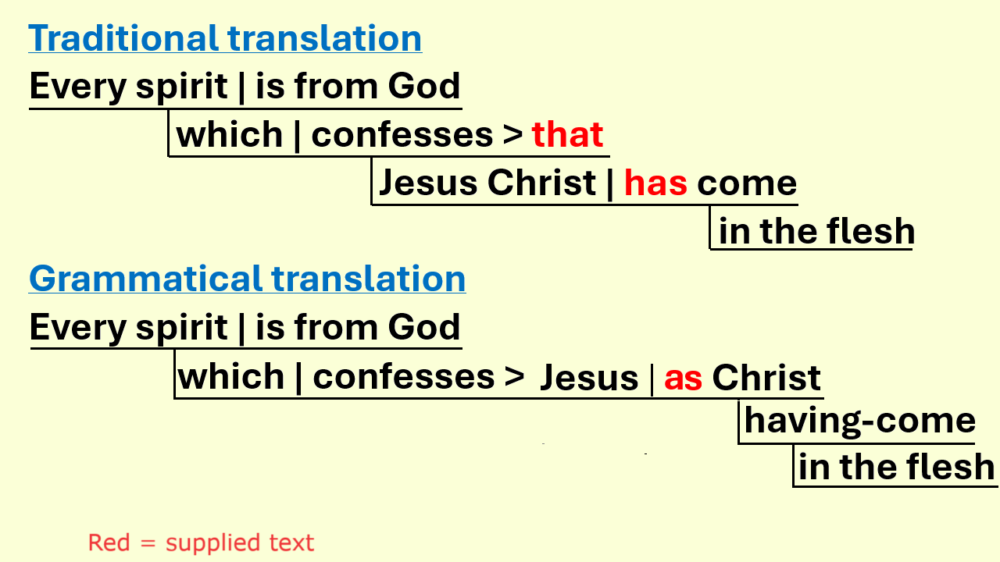 Traditional translation
Every spirit | is from God
which | confesses > that
Jesus Christ | has come
in the flesh
Grammatical translation
Every spirit | is from God
which | confesses > Jesus | as Christ
having-come
in the flesh
Red = supplied text